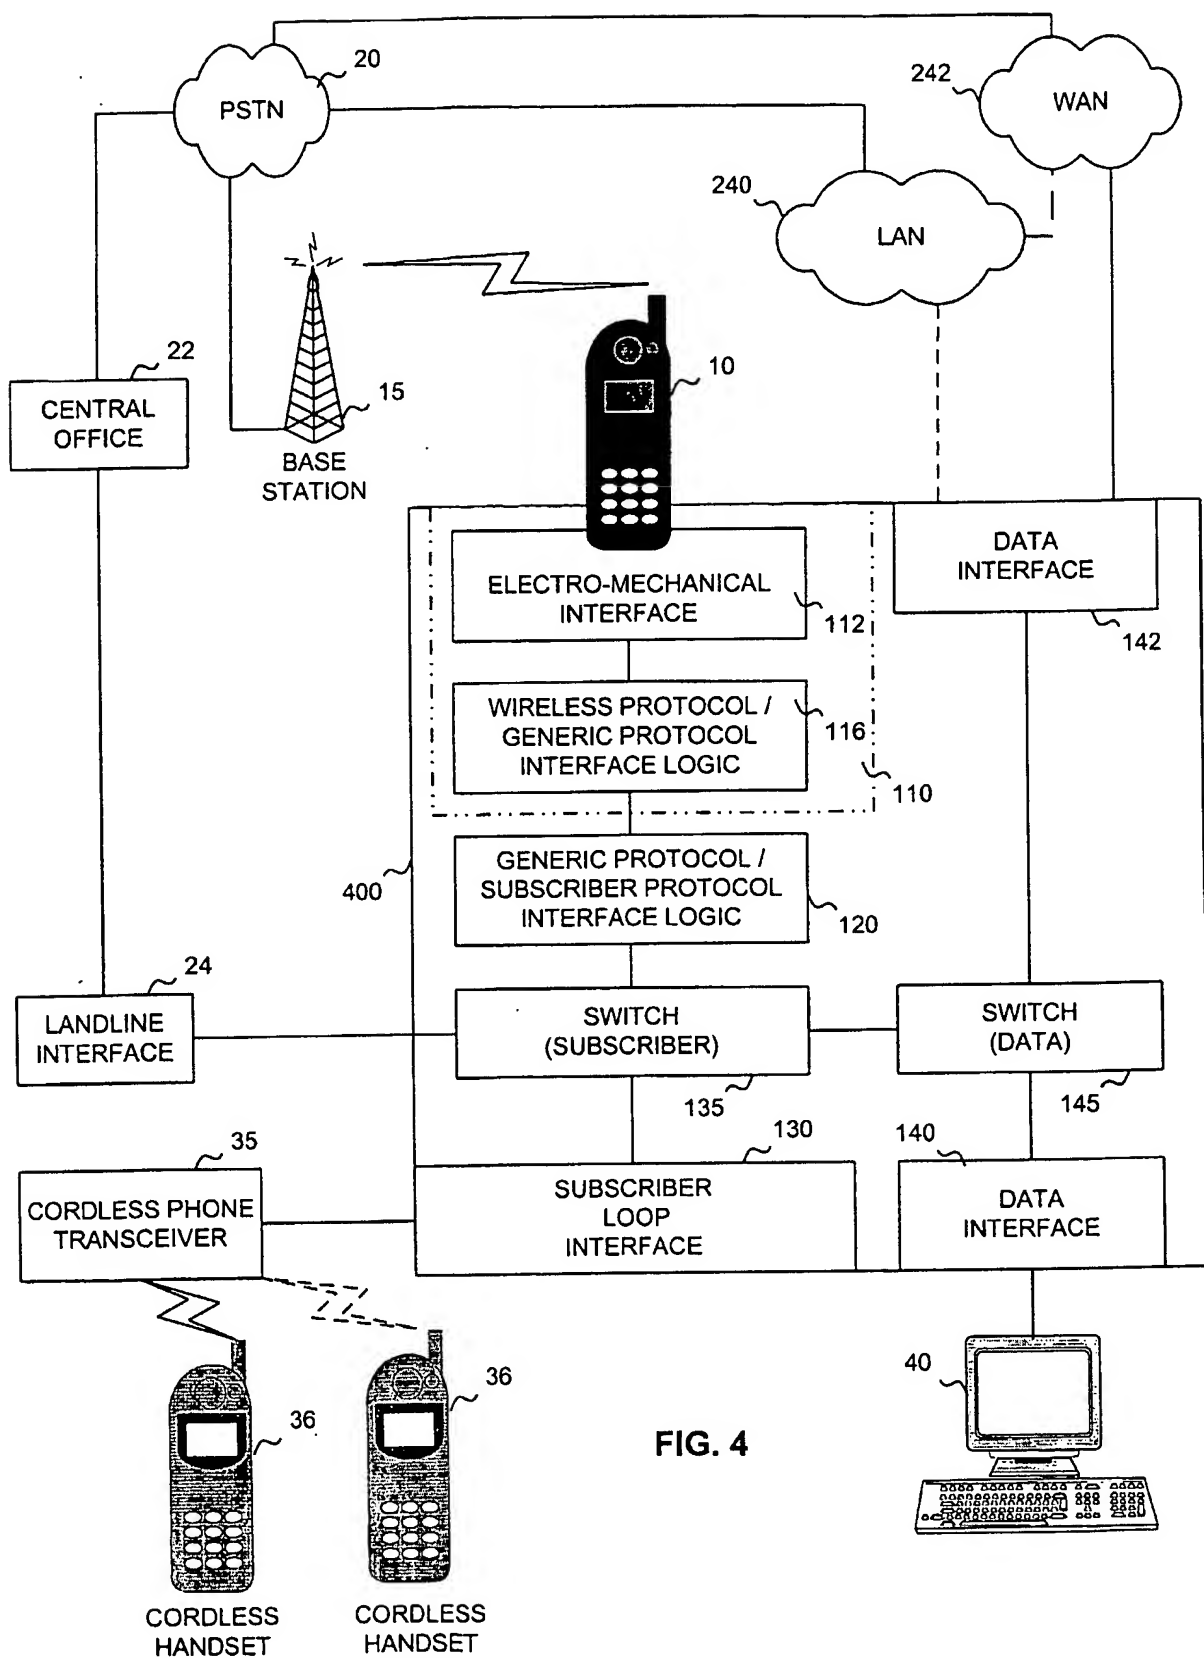 20
PSTN
242
WAN
240
LAN
22
CENTRAL
OFFICE
15
BASE
STATION
10
ELECTRO-MECHANICAL
INTERFACE
112
DATA
INTERFACE
142
WIRELESS PROTOCOL /
GENERIC PROTOCOL
INTERFACE LOGIC
116
110
400
GENERIC PROTOCOL /
SUBSCRIBER PROTOCOL
INTERFACE LOGIC
120
24
LANDLINE
INTERFACE
SWITCH
(SUBSCRIBER)
135
SWITCH
(DATA)
145
35
CORDLESS PHONE
TRANSCEIVER
130
SUBSCRIBER
LOOP
INTERFACE
140
DATA
INTERFACE
36
36
40
FIG. 4
CORDLESS
HANDSET
CORDLESS
HANDSET